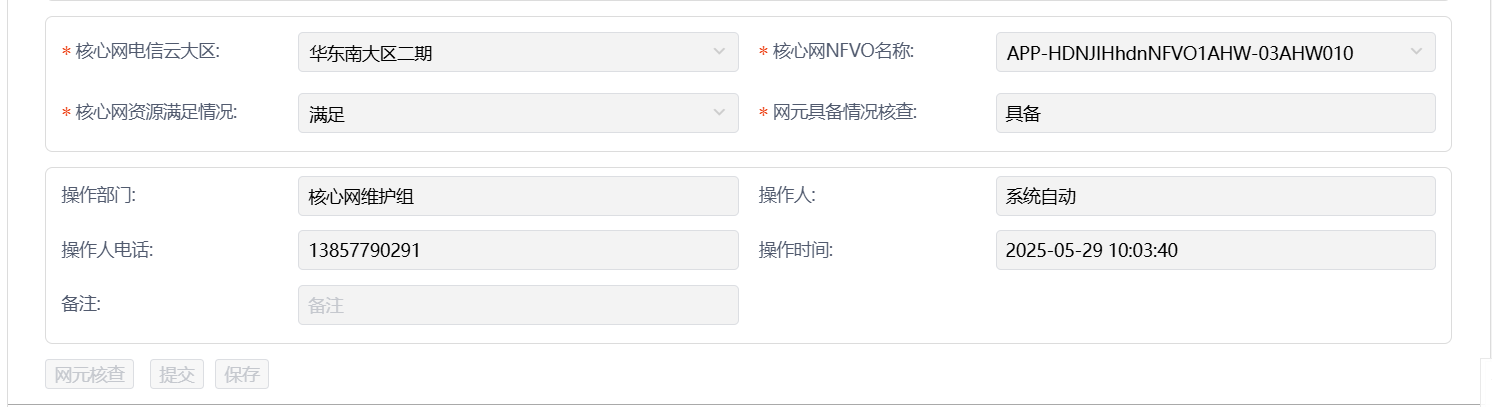 * 核心网电信云大区: 华东南大区二期 * 核心网NFVO名称: APP-HDNJIHhdnNFVO1AHW-03AHW010
* 核心网资源满足情况: 满足 * 网元具备情况核查: 具备
操作部门: 核心网维护组 操作人: 系统自动
操作人电话: 13857790291 操作时间: 2025-05-29 10:03:40
备注: 备注
网元核查 提交 保存